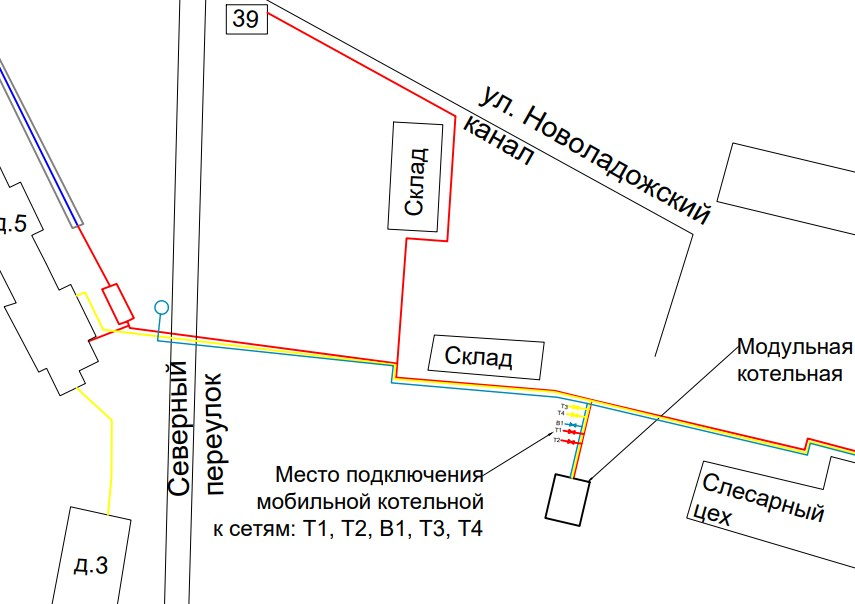 39
ул. Новоладожский
канал
Склад
д.5
Склад
Модульная
котельная
Северный
переулок
Т3
Т4
В1
Т1
Т2
Место подключения
мобильной котельной
к сетям: Т1, Т2, В1, Т3, Т4
Слесарный
цех
д.3